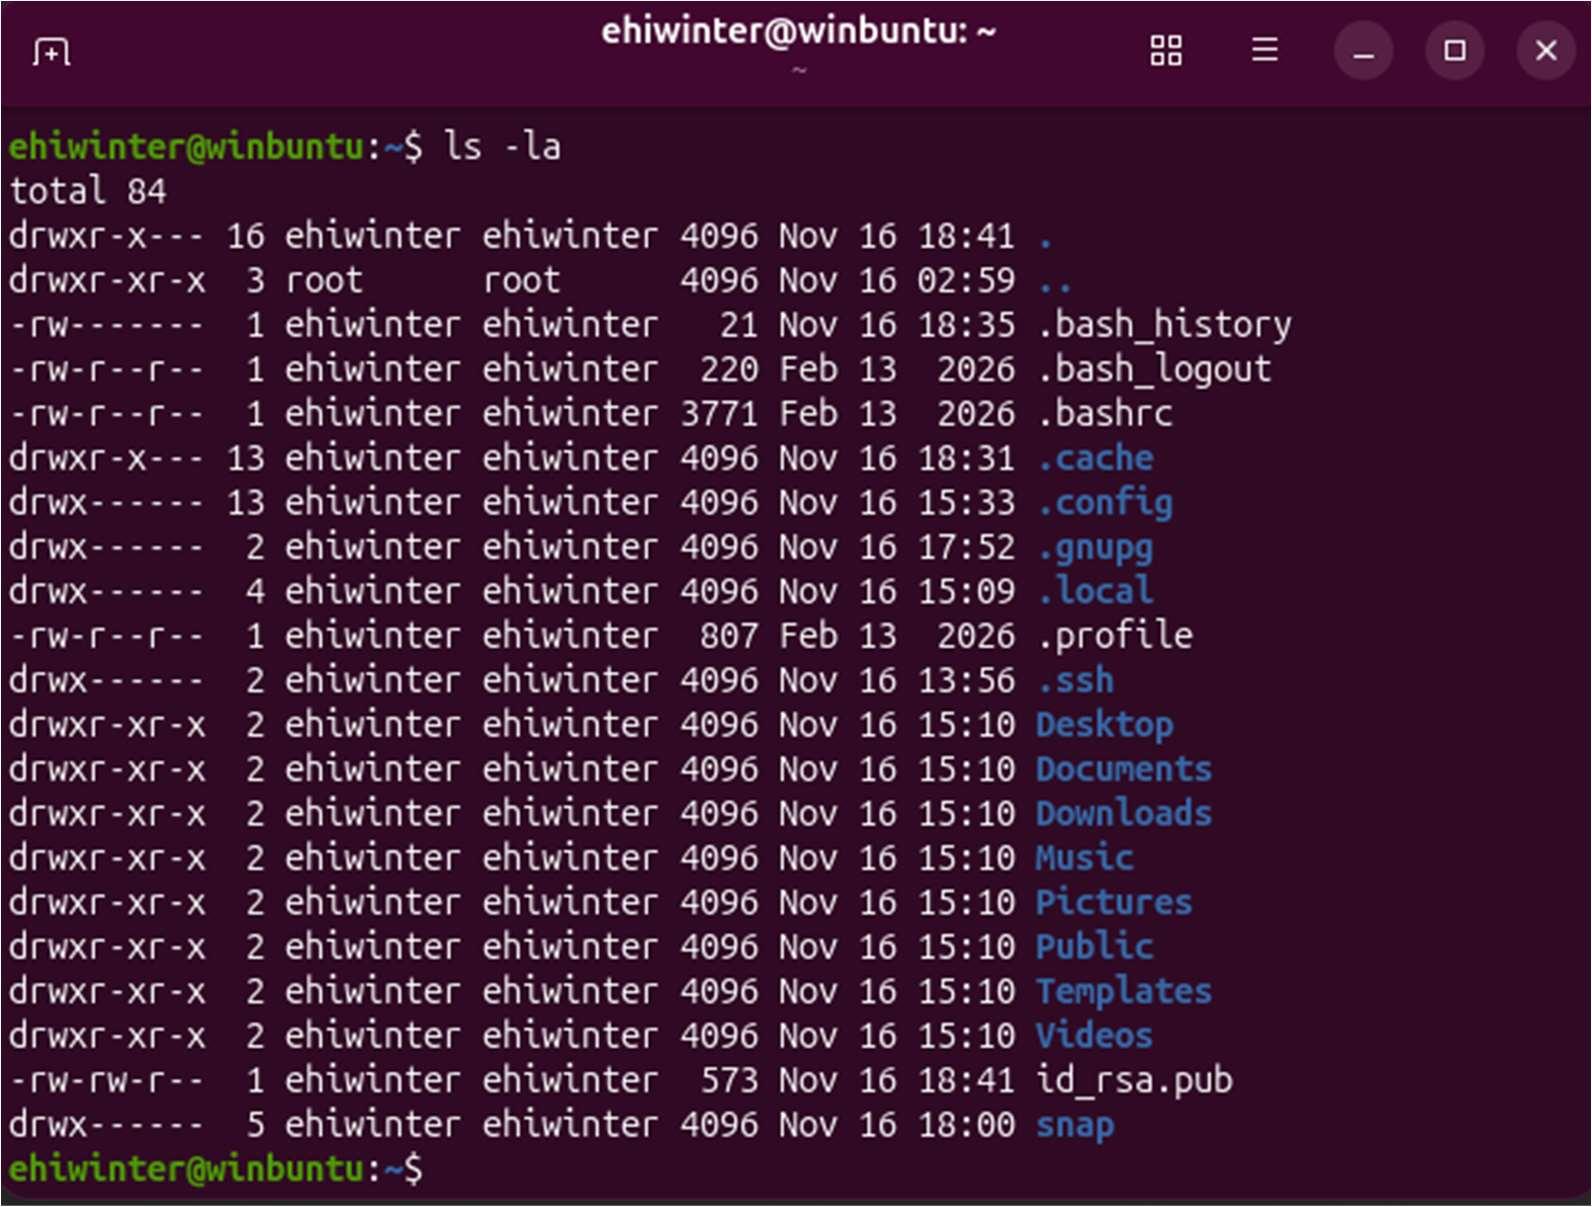 ehiwinter@winbuntu: ~
~
ehiwinter@winbuntu:~$ ls -la
total 84
drwxr-x--- 16 ehiwinter ehiwinter 4096 Nov 16 18:41 .
drwxr-xr-x  3 root      root      4096 Nov 16 02:59 ..
-rw-------  1 ehiwinter ehiwinter   21 Nov 16 18:35 .bash_history
-rw-r--r--  1 ehiwinter ehiwinter  220 Feb 13  2026 .bash_logout
-rw-r--r--  1 ehiwinter ehiwinter 3771 Feb 13  2026 .bashrc
drwxr-x--- 13 ehiwinter ehiwinter 4096 Nov 16 18:31 .cache
drwx------ 13 ehiwinter ehiwinter 4096 Nov 16 15:33 .config
drwx------  2 ehiwinter ehiwinter 4096 Nov 16 17:52 .gnupg
drwx------  4 ehiwinter ehiwinter 4096 Nov 16 15:09 .local
-rw-r--r--  1 ehiwinter ehiwinter  807 Feb 13  2026 .profile
drwx------  2 ehiwinter ehiwinter 4096 Nov 16 13:56 .ssh
drwxr-xr-x  2 ehiwinter ehiwinter 4096 Nov 16 15:10 Desktop
drwxr-xr-x  2 ehiwinter ehiwinter 4096 Nov 16 15:10 Documents
drwxr-xr-x  2 ehiwinter ehiwinter 4096 Nov 16 15:10 Downloads
drwxr-xr-x  2 ehiwinter ehiwinter 4096 Nov 16 15:10 Music
drwxr-xr-x  2 ehiwinter ehiwinter 4096 Nov 16 15:10 Pictures
drwxr-xr-x  2 ehiwinter ehiwinter 4096 Nov 16 15:10 Public
drwxr-xr-x  2 ehiwinter ehiwinter 4096 Nov 16 15:10 Templates
drwxr-xr-x  2 ehiwinter ehiwinter 4096 Nov 16 15:10 Videos
-rw-rw-r--  1 ehiwinter ehiwinter  573 Nov 16 18:41 id_rsa.pub
drwx------  5 ehiwinter ehiwinter 4096 Nov 16 18:00 snap
ehiwinter@winbuntu:~$